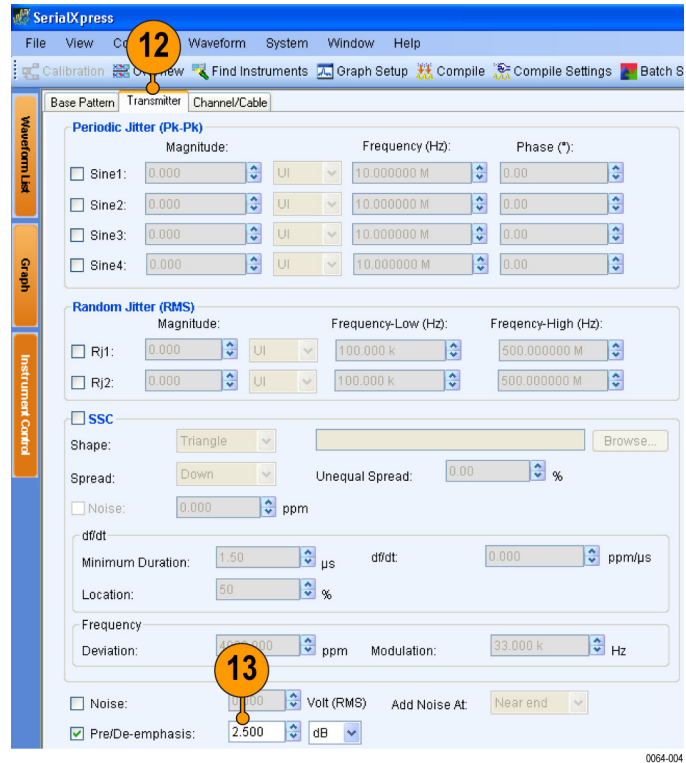 SerialXpress
File View Co 12 Waveform System Window Help
Calibration Overview Find Instruments Graph Setup Compile Compile Settings Batch S
Base Pattern Transmitter Channel/Cable
Waveform List
Graph
Instrument Control
Periodic Jitter (Pk-Pk)
Magnitude: Frequency (Hz): Phase (°):
Sine1: 0.000 UI 10.000000 M 0.00
Sine2: 0.000 UI 10.000000 M 0.00
Sine3: 0.000 UI 10.000000 M 0.00
Sine4: 0.000 UI 10.000000 M 0.00
Random Jitter (RMS)
Magnitude: Frequency-Low (Hz): Freqency-High (Hz):
Rj1: 0.000 UI 100.000 k 500.000000 M
Rj2: 0.000 UI 100.000 k 500.000000 M
SSC
Shape: Triangle Browse...
Spread: Down Unequal Spread: 0.00 %
Noise: 0.000 ppm
df/dt
Minimum Duration: 1.50 µs df/dt: 0.000 ppm/µs
Location: 50 %
Frequency
Deviation: ppm Modulation: 33.000 k Hz
13
Noise: 0.000 Volt (RMS) Add Noise At: Near end
Pre/De-emphasis: 2.500 dB
0064-004